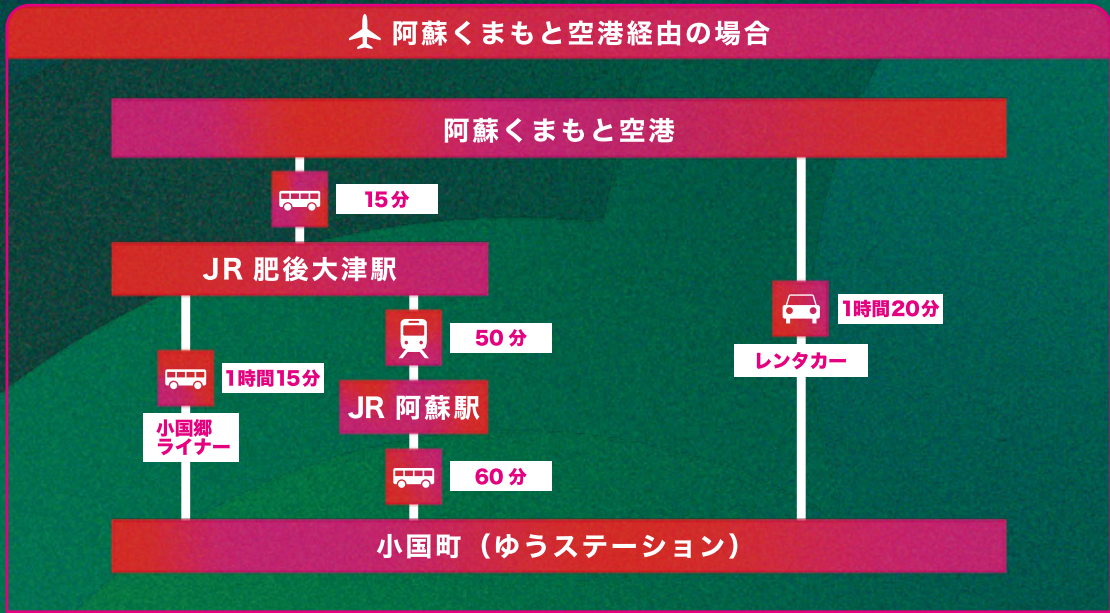 阿蘇くまもと空港経由の場合
阿蘇くまもと空港
15分
JR 肥後大津駅
1時間20分
50分
レンタカー
1時間15分
JR 阿蘇駅
小国郷
ライナー
60分
小国町（ゆうステーション）